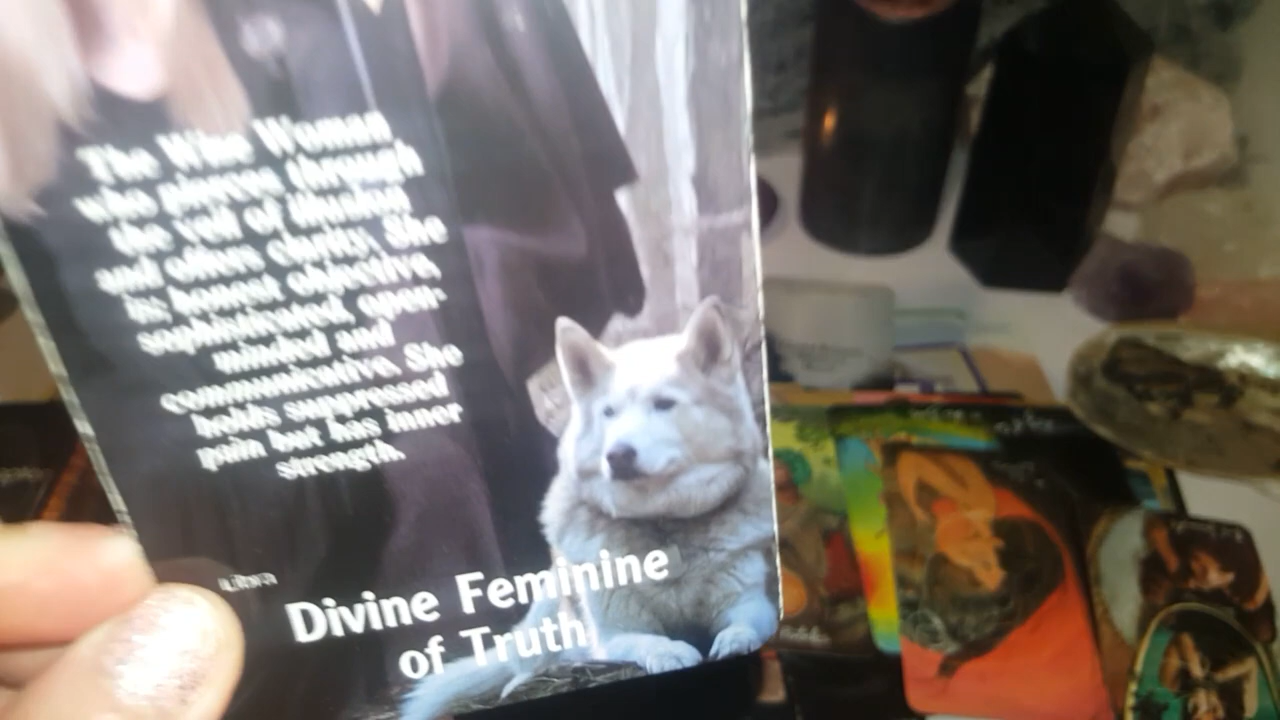 The Wise Woman
who pierces through
the veil of illusion
and offers clarity. She
is honest, objective,
sophisticated, open-
minded and
communicative. She
holds suppressed
pain but has inner
strength.
Libra
Divine Feminine
of Truth